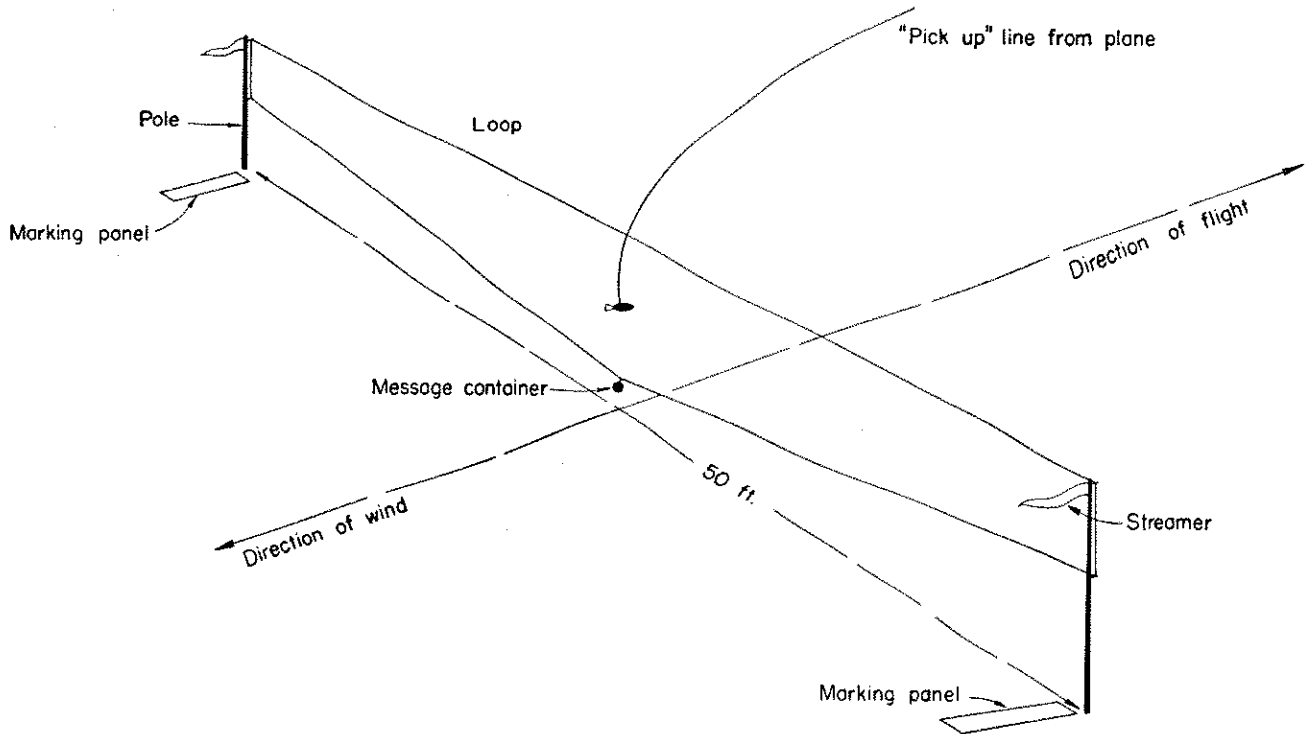 "Pick up" line from plane
Pole
Loop
Marking panel
Direction of flight
Message container
50 ft.
Direction of wind
Streamer
Marking panel